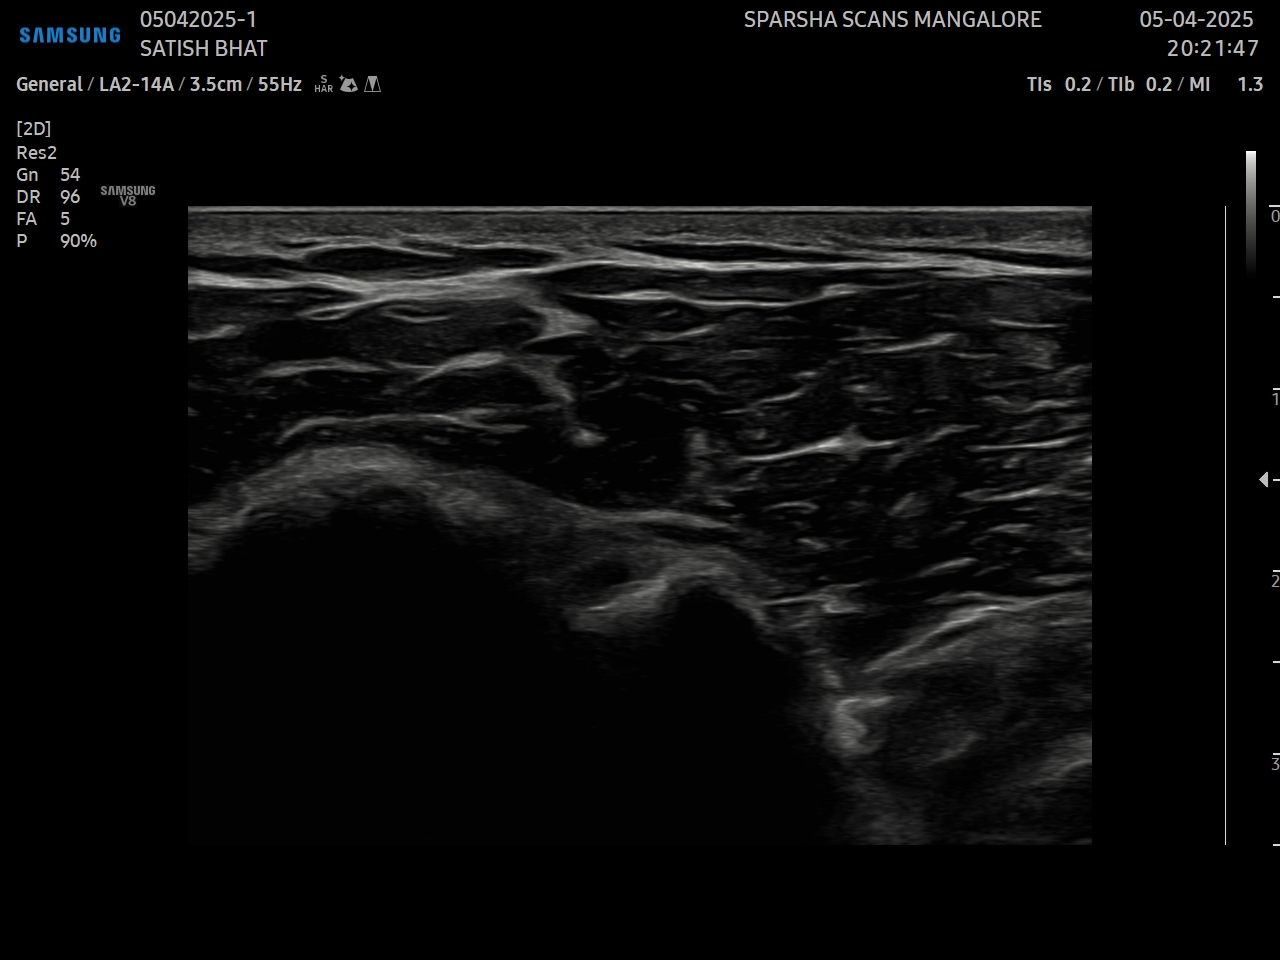 SAMSUNG
05042025-1
SATISH BHAT
SPARSHA SCANS MANGALORE
05-04-2025
20:21:47
General / LA2-14A / 3.5cm / 55Hz
S
HAR
TIs 0.2 / TIb 0.2 / MI 1.3
[2D]
Res2
Gn 54
DR 96
FA 5
P 90%
SAMSUNG
V8
0
1
2
3